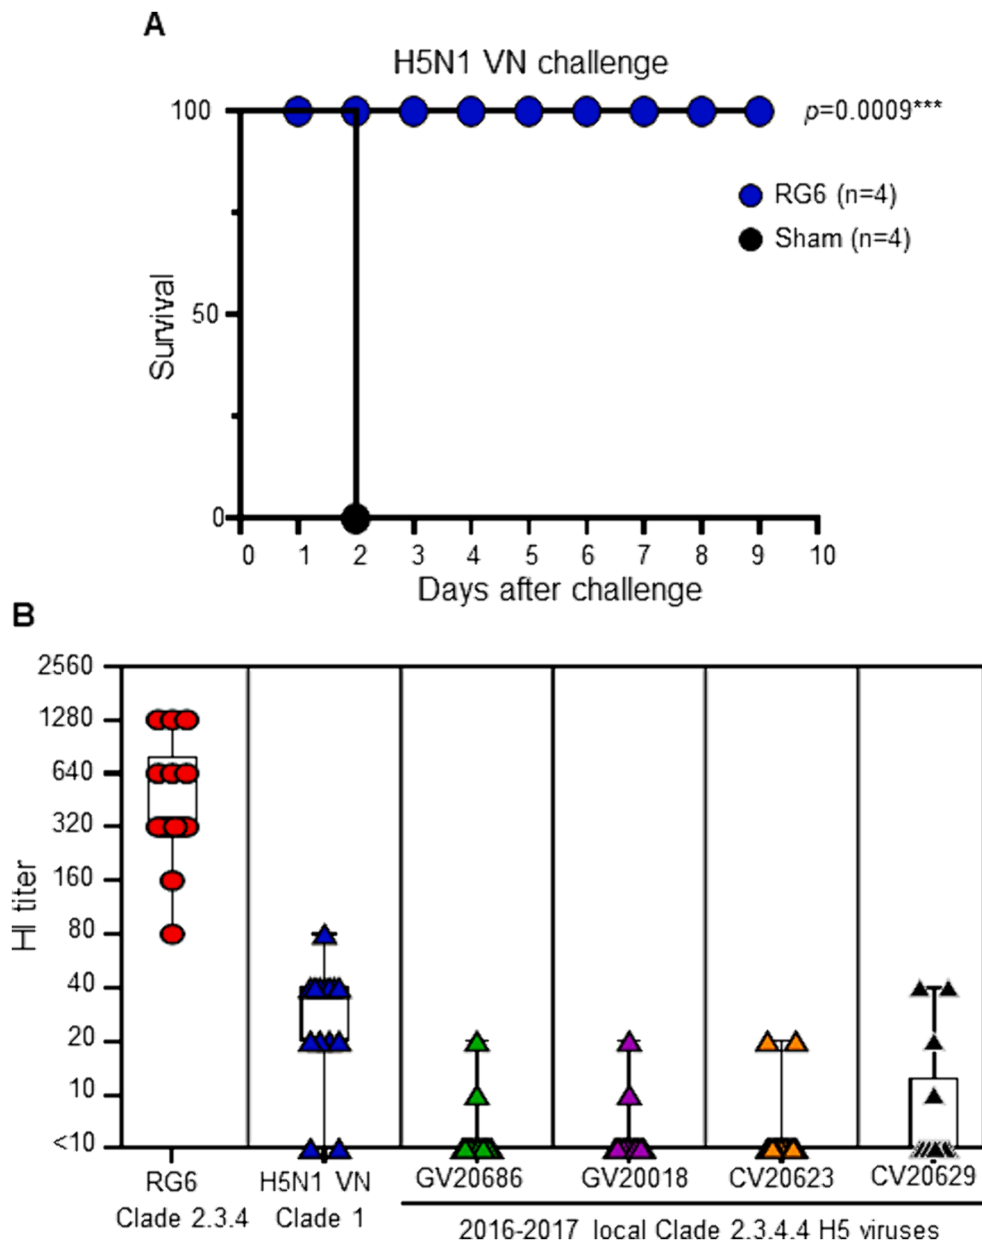 A
H5N1 VN challenge
100
p=0.0009***
RG6 (n=4)
Sham (n=4)
50
Survival
0
0 1 2 3 4 5 6 7 8 9 10
Days after challenge
B
2560
1280
640
320
160
80
40
20
10
<10
HI titer
RG6 H5N1 VN GV20686 GV20018 CV20623 CV20629
Clade 2.3.4 Clade 1
2016-2017 local Clade 2.3.4.4 H5 viruses